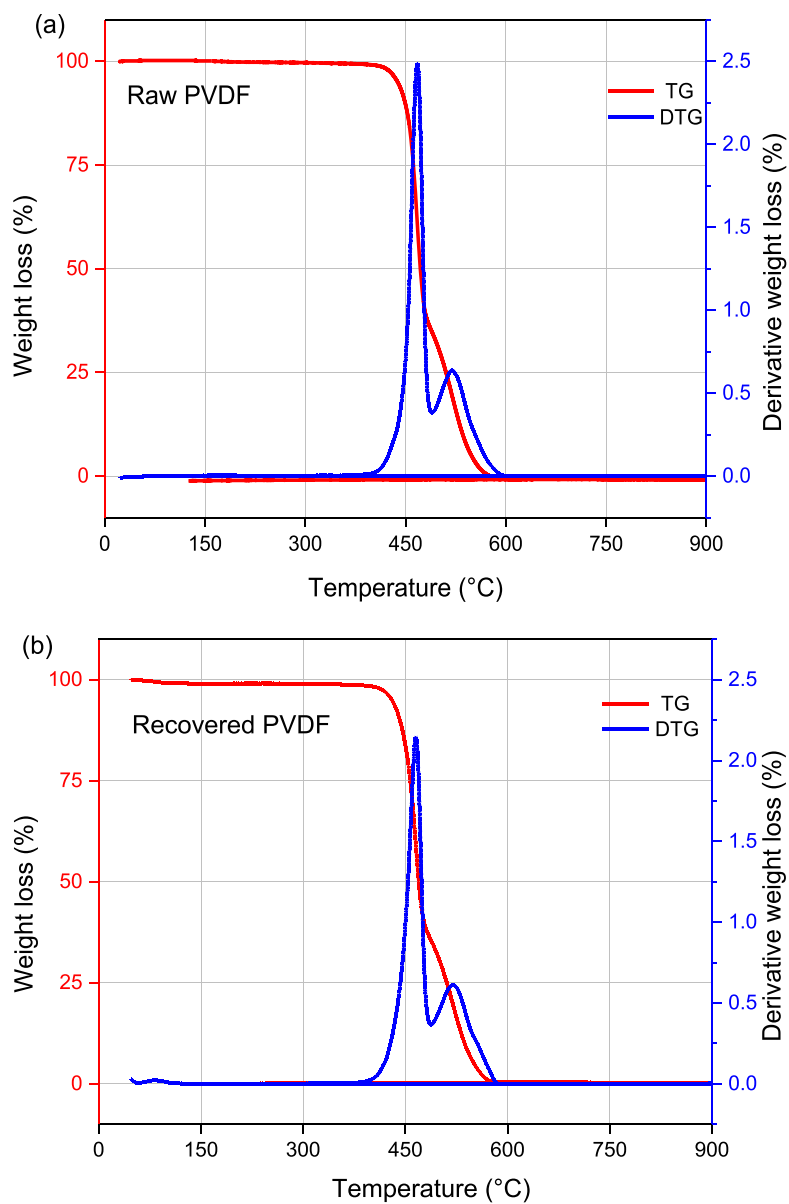 (a)
Raw PVDF
TG
DTG
100
75
50
25
0
Weight loss (%)
2.5
2.0
1.5
1.0
0.5
0.0
Derivative weight loss (%)
0 150 300 450 600 750 900
Temperature (°C)
(b)
Recovered PVDF
TG
DTG
100
75
50
25
0
Weight loss (%)
2.5
2.0
1.5
1.0
0.5
0.0
Derivative weight loss (%)
0 150 300 450 600 750 900
Temperature (°C)